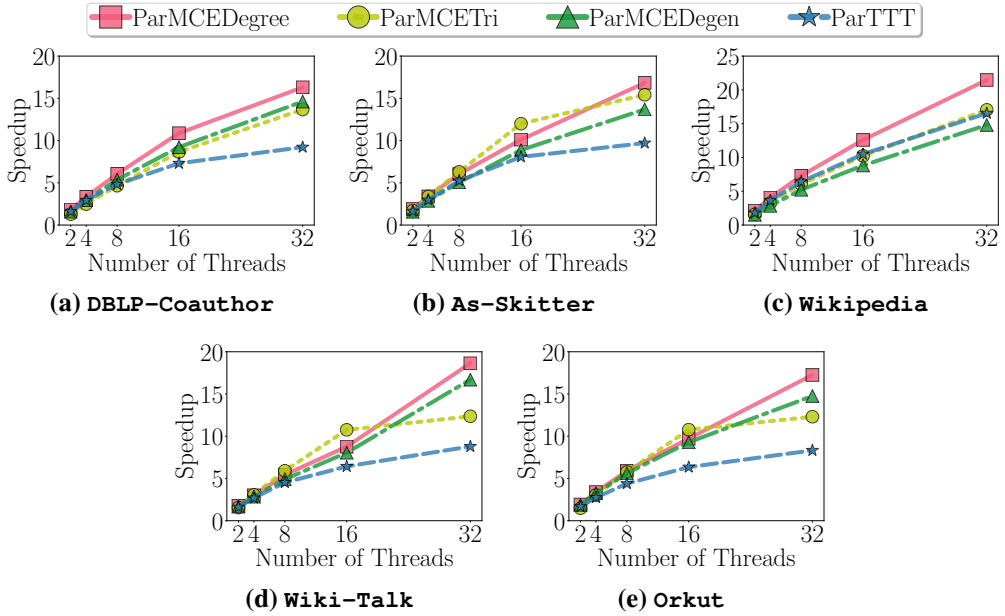 ParMCEDegree ParMCETri ParMCEDegen ParTTT
20
15
10
5
0
Speedup
2 4 8 16 32
Number of Threads
(a) DBLP-Coauthor
20
15
10
5
0
Speedup
2 4 8 16 32
Number of Threads
(b) As-Skitter
25
20
15
10
5
0
Speedup
2 4 8 16 32
Number of Threads
(c) Wikipedia
20
15
10
5
0
Speedup
2 4 8 16 32
Number of Threads
(d) Wiki-Talk
20
15
10
5
0
Speedup
2 4 8 16 32
Number of Threads
(e) Orkut